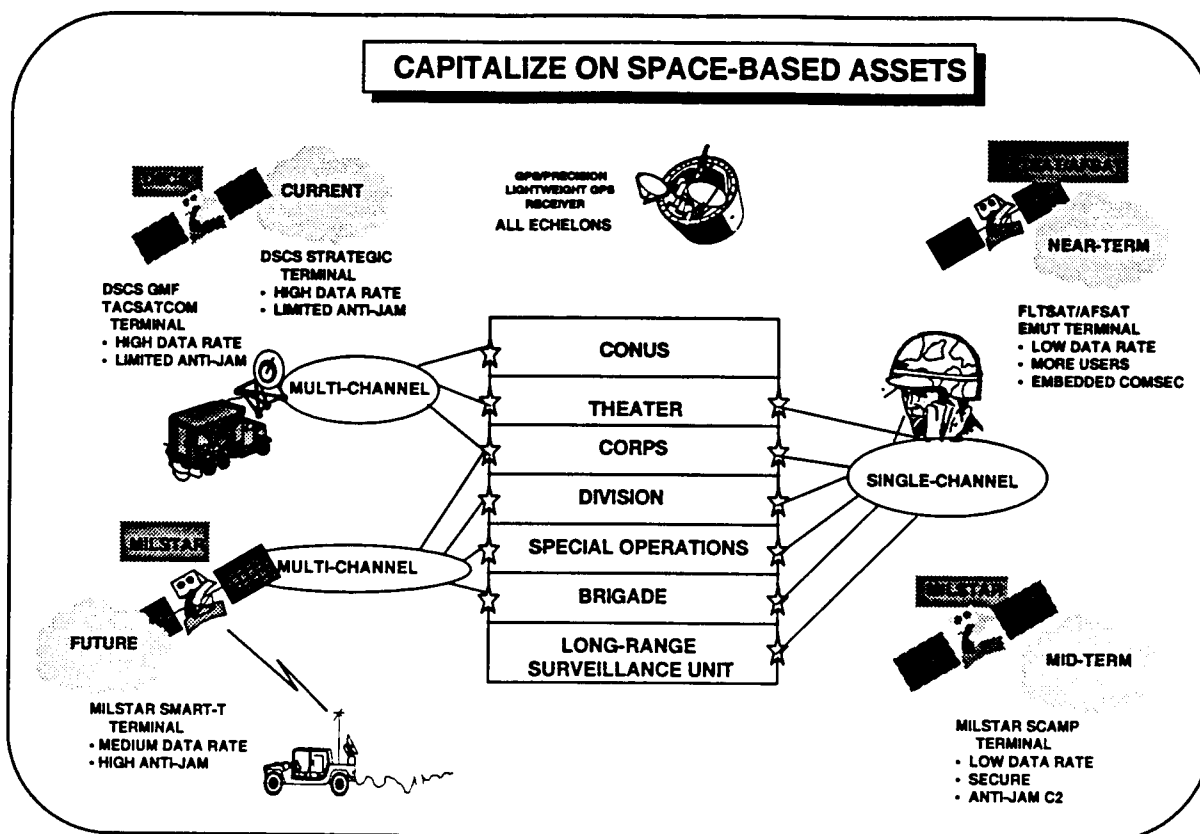 CAPITALIZE ON SPACE-BASED ASSETS
DSCS
CURRENT
DSCS STRATEGIC
TERMINAL
• HIGH DATA RATE
• LIMITED ANTI-JAM
DSCS GMF
TACSATCOM
TERMINAL
• HIGH DATA RATE
• LIMITED ANTI-JAM
GPS/PRECISION
LIGHTWEIGHT GPS
RECEIVER
ALL ECHELONS
NEAR-TERM
FLTSAT/AFSAT
EMUT TERMINAL
• LOW DATA RATE
• MORE USERS
• EMBEDDED COMSEC
MULTI-CHANNEL
CONUS
THEATER
CORPS
DIVISION
SPECIAL OPERATIONS
BRIGADE
LONG-RANGE
SURVEILLANCE UNIT
SINGLE-CHANNEL
MILSTAR
MULTI-CHANNEL
FUTURE
MILSTAR SMART-T
TERMINAL
• MEDIUM DATA RATE
• HIGH ANTI-JAM
MILSTAR
MID-TERM
MILSTAR SCAMP
TERMINAL
• LOW DATA RATE
• SECURE
• ANTI-JAM C2